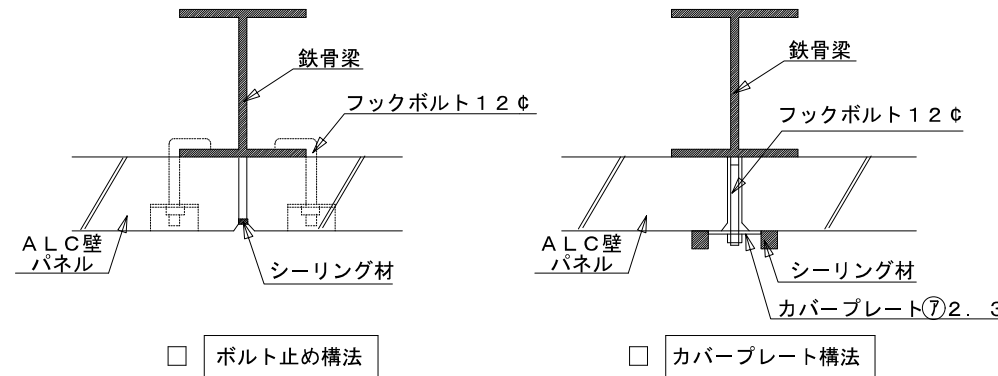 鉄骨梁
フックボルト12¢
ALC壁
パネル
シーリング材
□ ボルト止め構法
鉄骨梁
フックボルト12¢
ALC壁
パネル
シーリング材
カバープレート㋐2.3
□ カバープレート構法